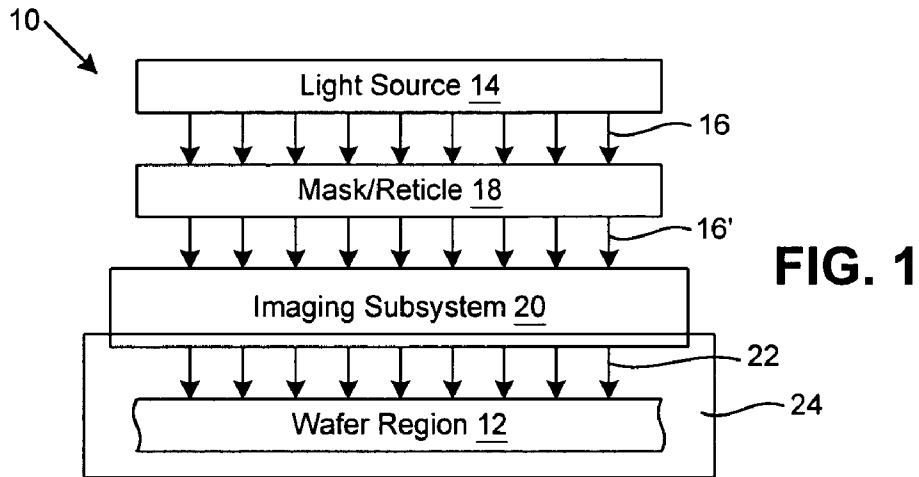 10
Light Source 14
16
Mask/Reticle 18
16'
FIG. 1
Imaging Subsystem 20
22
24
Wafer Region 12